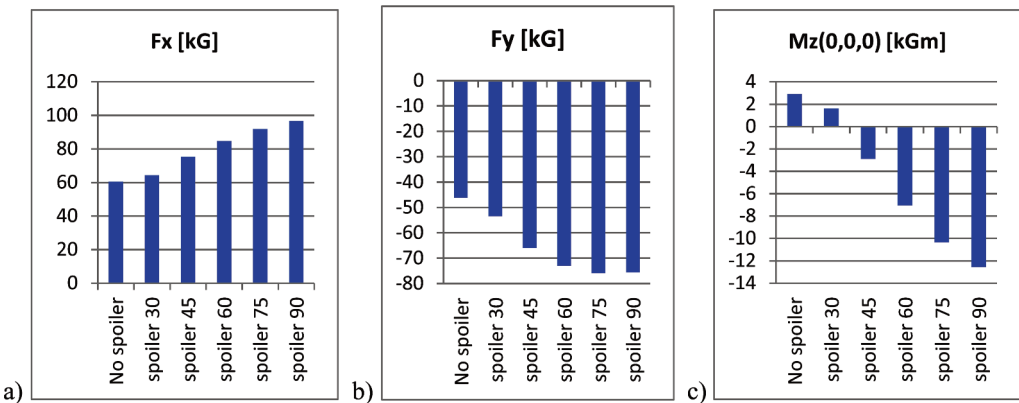 Fx [kG]
120
100
80
60
40
20
0
No spoiler
spoiler 30
spoiler 45
spoiler 60
spoiler 75
spoiler 90
a)
Fy [kG]
0
-10
-20
-30
-40
-50
-60
-70
-80
No spoiler
spoiler 30
spoiler 45
spoiler 60
spoiler 75
spoiler 90
b)
Mz(0,0,0) [kGm]
4
2
0
-2
-4
-6
-8
-10
-12
-14
No spoiler
spoiler 30
spoiler 45
spoiler 60
spoiler 75
spoiler 90
c)